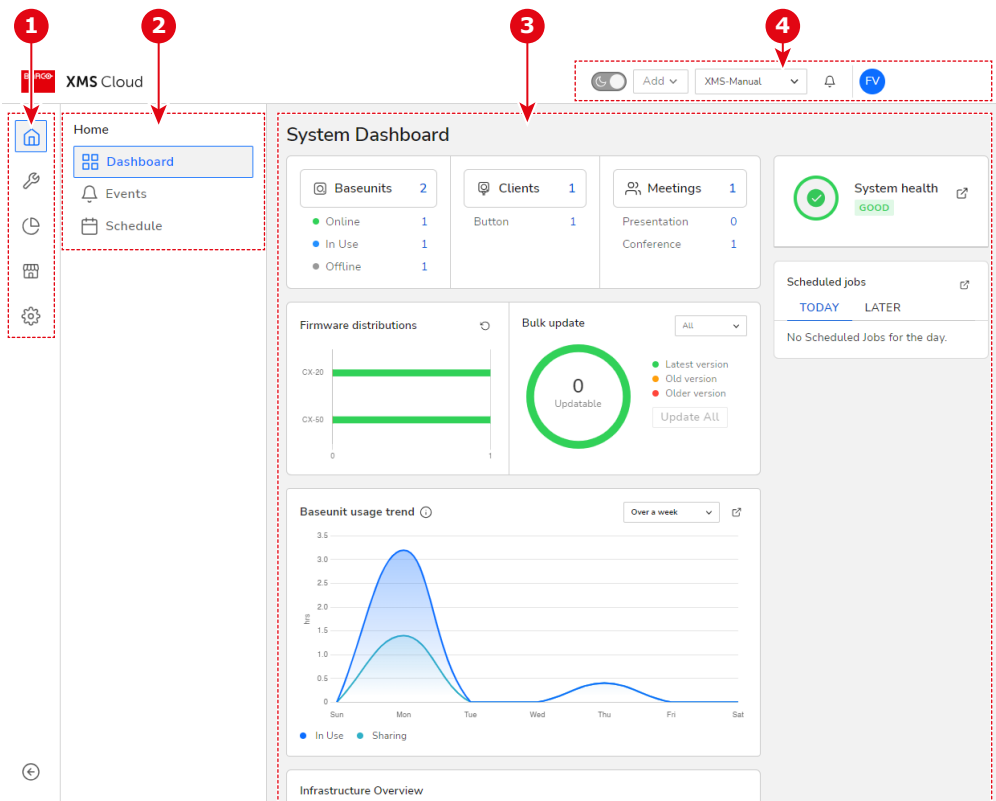 1
2
3
4
BARCO
XMS Cloud
Add
XMS-Manual
FV
Home
Dashboard
Events
Schedule
System Dashboard
Baseunits 2
Online 1
In Use 1
Offline 1
Clients 1
Button 1
Meetings 1
Presentation 0
Conference 1
System health
GOOD
Scheduled jobs
TODAY LATER
No Scheduled Jobs for the day.
Firmware distributions
CX-20
CX-50
0 1
Bulk update
All
0
Updatable
Latest version
Old version
Older version
Update All
Baseunit usage trend
Over a week
3.5
3.0
2.5
2.0
1.5
1.0
0.5
0
hrs
Sun Mon Tue Wed Thu Fri Sat
In Use Sharing
Infrastructure Overview